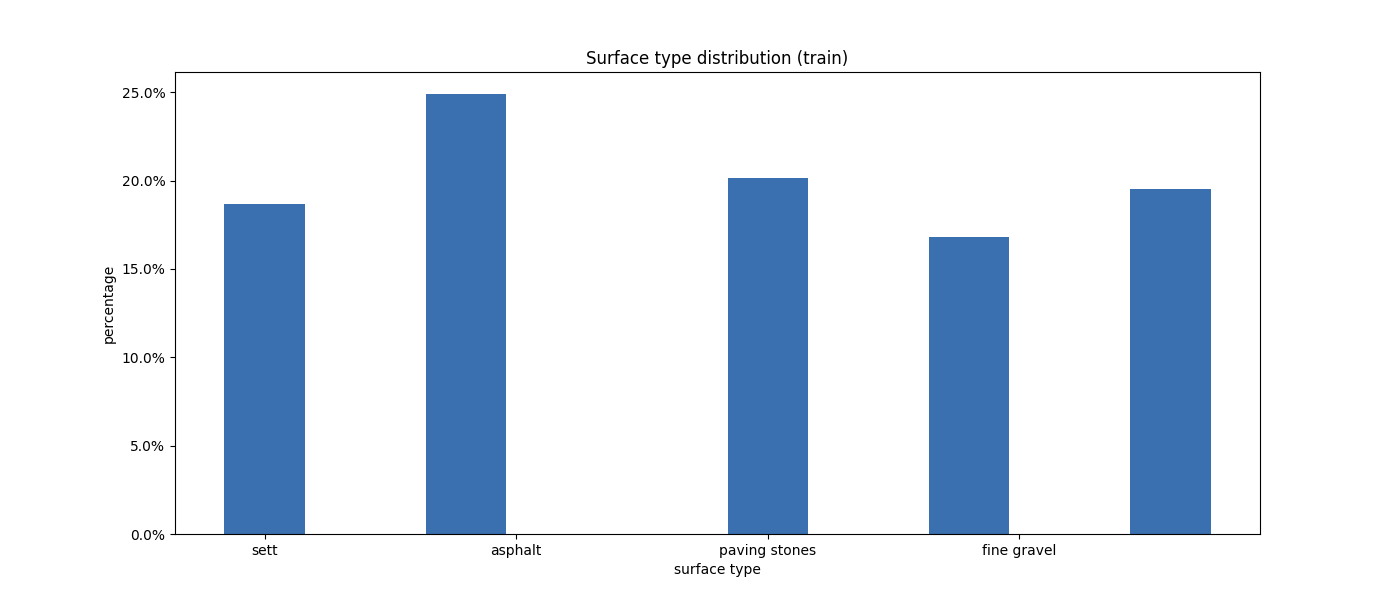 Surface type distribution (train)
25.0%
20.0%
15.0%
10.0%
5.0%
0.0%
percentage
sett asphalt paving stones fine gravel
surface type